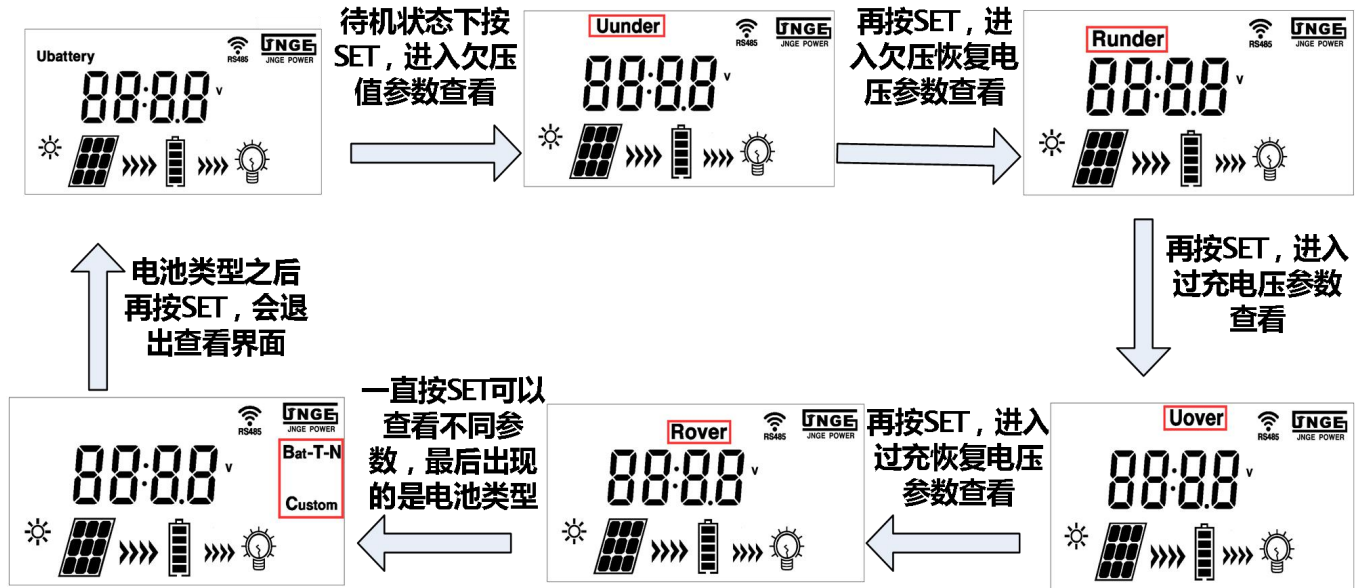 Ubattery
RS485
JNGE
JNGE POWER
88:8.8 v
待机状态下按
SET，进入欠压
值参数查看
Uunder
RS485
JNGE
JNGE POWER
88:8.8 v
再按SET，进
入欠压恢复电
压参数查看
Runder
RS485
JNGE
JNGE POWER
88:8.8 v
再按SET，进入
过充电压参数
查看
Uover
RS485
JNGE
JNGE POWER
88:8.8 v
再按SET，进入
过充恢复电压
参数查看
Rover
RS485
JNGE
JNGE POWER
88:8.8 v
一直按SET可以
查看不同参
数，最后出现
的是电池类型
RS485
JNGE
JNGE POWER
88:8.8 v
Bat-T-N
Custom
电池类型之后
再按SET，会退
出查看界面